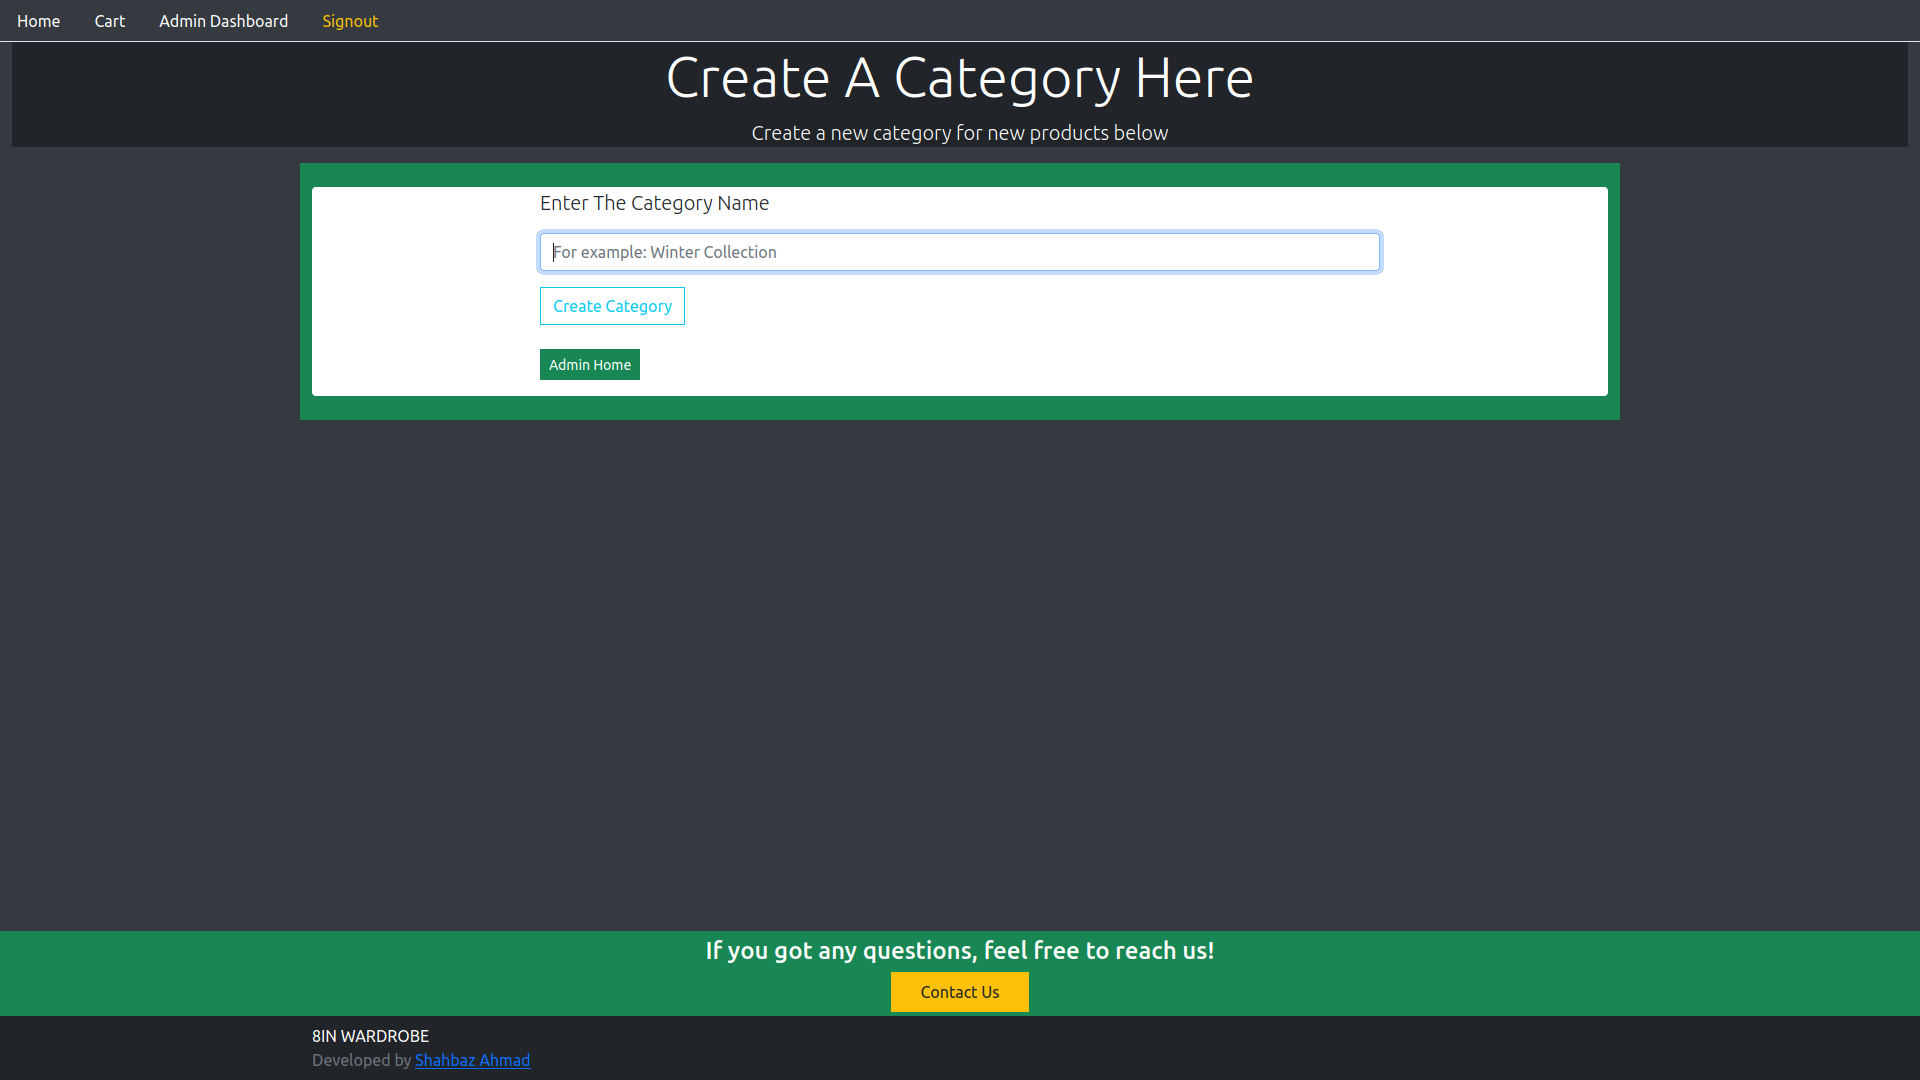 Home Cart Admin Dashboard Signout
Create A Category Here
Create a new category for new products below
Enter The Category Name
For example: Winter Collection
Create Category
Admin Home
If you got any questions, feel free to reach us!
Contact Us
8IN WARDROBE
Developed by Shahbaz Ahmad